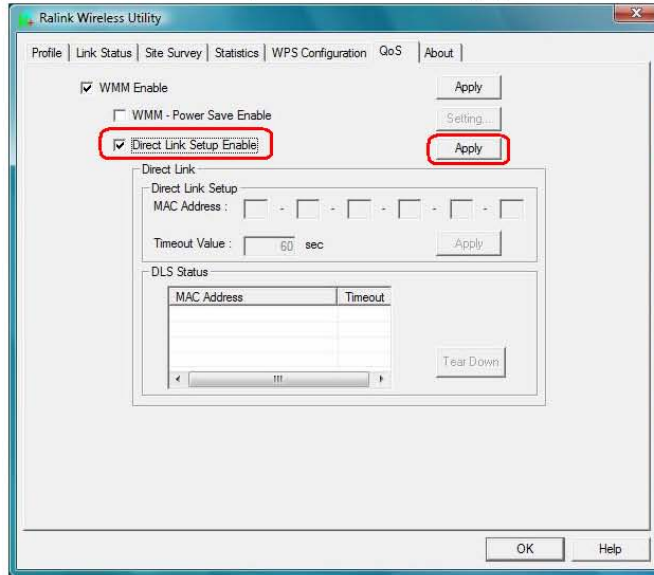 Ralink Wireless Utility
Profile Link Status Site Survey Statistics WPS Configuration QoS About
WMM Enable Apply
WMM - Power Save Enable Setting...
Direct Link Setup Enable Apply
Direct Link
Direct Link Setup
MAC Address : - - - - -
Timeout Value : 60 sec Apply
DLS Status
MAC Address Timeout
Tear Down
OK Help